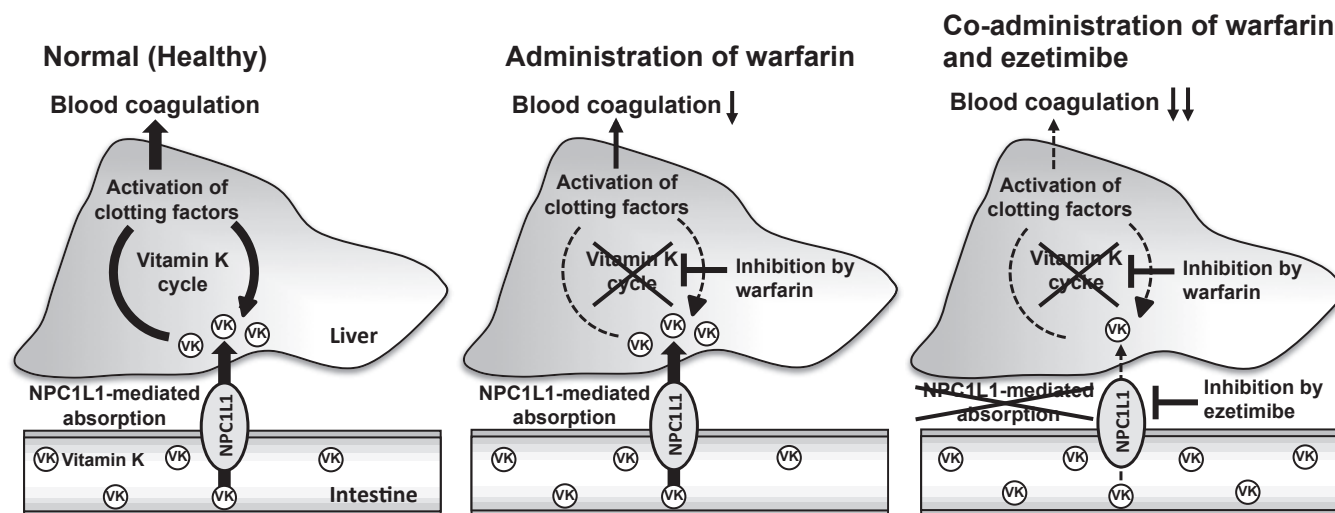 Normal (Healthy)
Blood coagulation
Activation of
clotting factors
Vitamin K
cycle
VK
VK
VK
Liver
NPC1L1-mediated
absorption
NPC1L1
VK
Vitamin K
VK
VK
VK
VK
Intestine
Administration of warfarin
Blood coagulation
Activation of
clotting factors
Vitamin K
cycle
Inhibition by
warfarin
VK
VK
VK
NPC1L1-mediated
absorption
NPC1L1
VK
VK
VK
VK
VK
Co-administration of warfarin
and ezetimibe
Blood coagulation
Activation of
clotting factors
Vitamin K
cycke
Inhibition by
warfarin
VK
NPC1L1-mediated
absorption
NPC1L1
Inhibition by
ezetimibe
VK
VK
VK
VK
VK
VK
VK